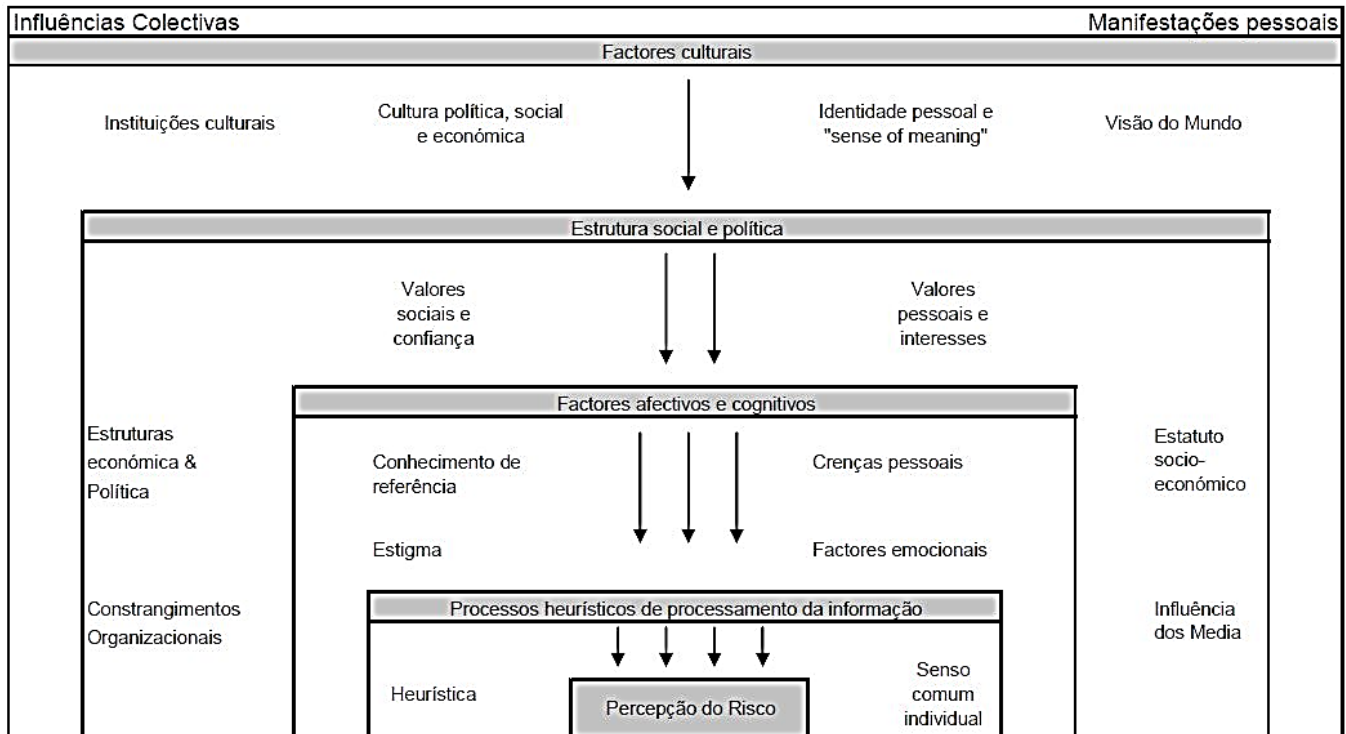 Influências Colectivas
Manifestações pessoais
Factores culturais
Instituições culturais
Cultura política, social
e económica
Identidade pessoal e
"sense of meaning"
Visão do Mundo
Estrutura social e política
Valores
sociais e
confiança
Valores
pessoais e
interesses
Factores afectivos e cognitivos
Estruturas
económica &
Política
Conhecimento de
referência
Crenças pessoais
Estatuto
socio-
económico
Estigma
Factores emocionais
Processos heurísticos de processamento da informação
Constrangimentos
Organizacionais
Influência
dos Media
Heurística
Percepção do Risco
Senso
comum
individual